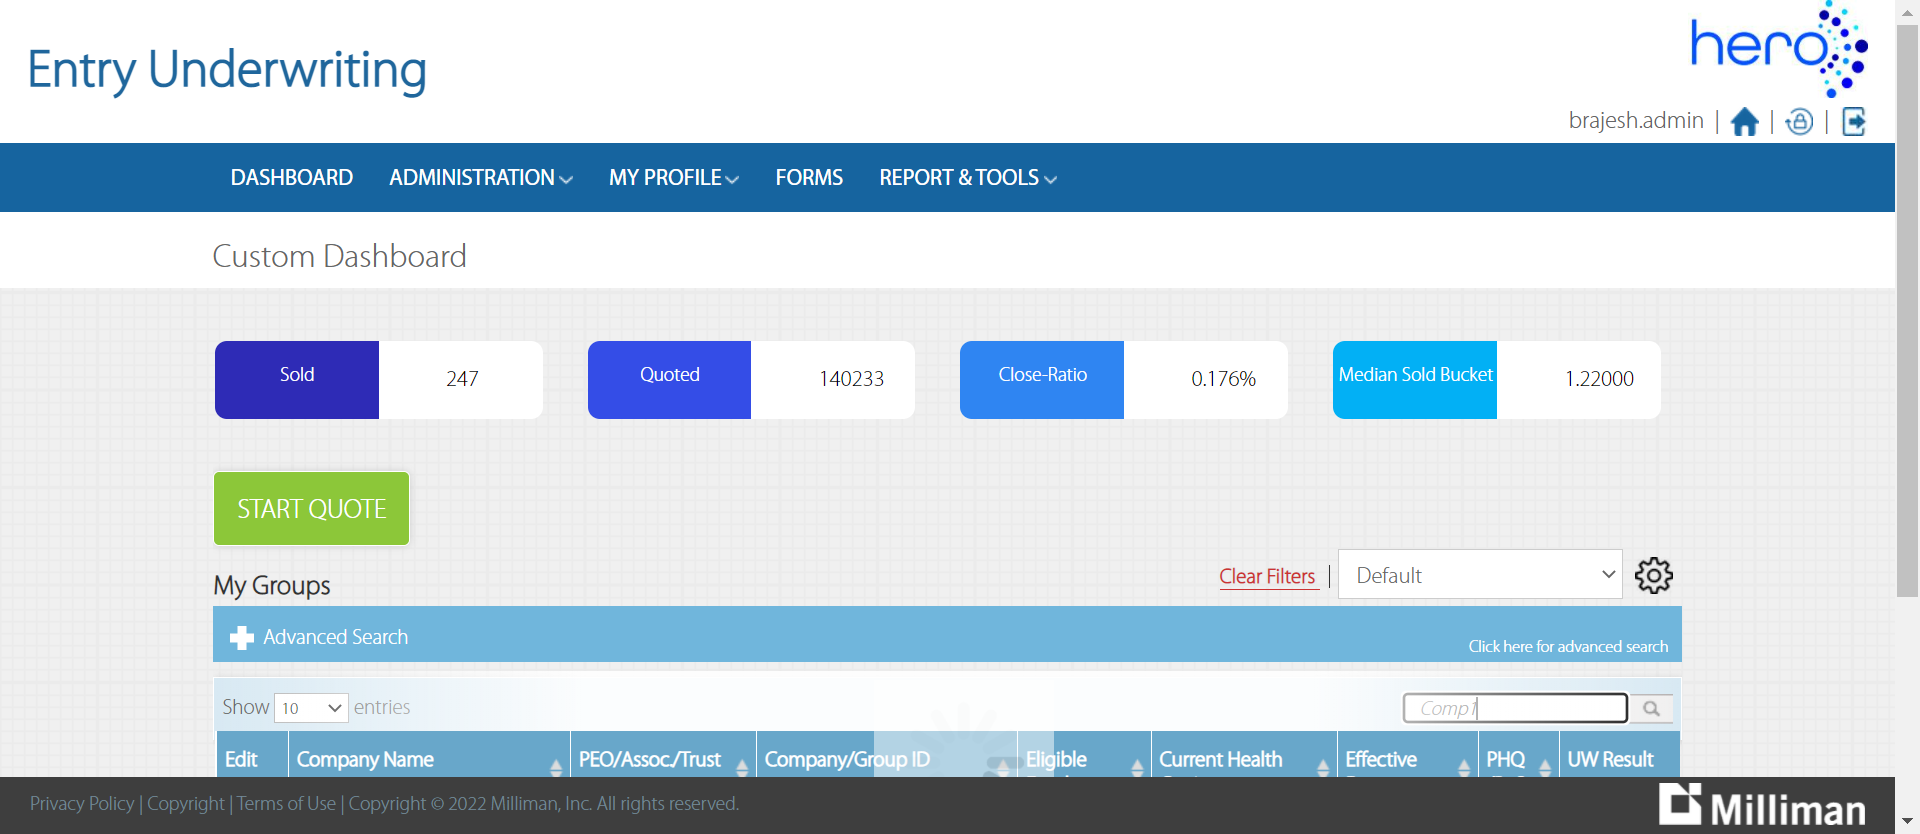 Entry Underwriting
hero
brajesh.admin | | |
DASHBOARD ADMINISTRATION MY PROFILE FORMS REPORT & TOOLS
Custom Dashboard
Sold 247 Quoted 140233 Close-Ratio 0.176% Median Sold Bucket 1.22000
START QUOTE
Clear Filters | Default
My Groups
Advanced Search
Click here for advanced search
Show 10 entries Comp1
Edit Company Name PEO/Assoc./Trust Company/Group ID Eligible Current Health Effective PHQ UW Result
Privacy Policy | Copyright | Terms of Use | Copyright © 2022 Milliman, Inc. All rights reserved.
Milliman